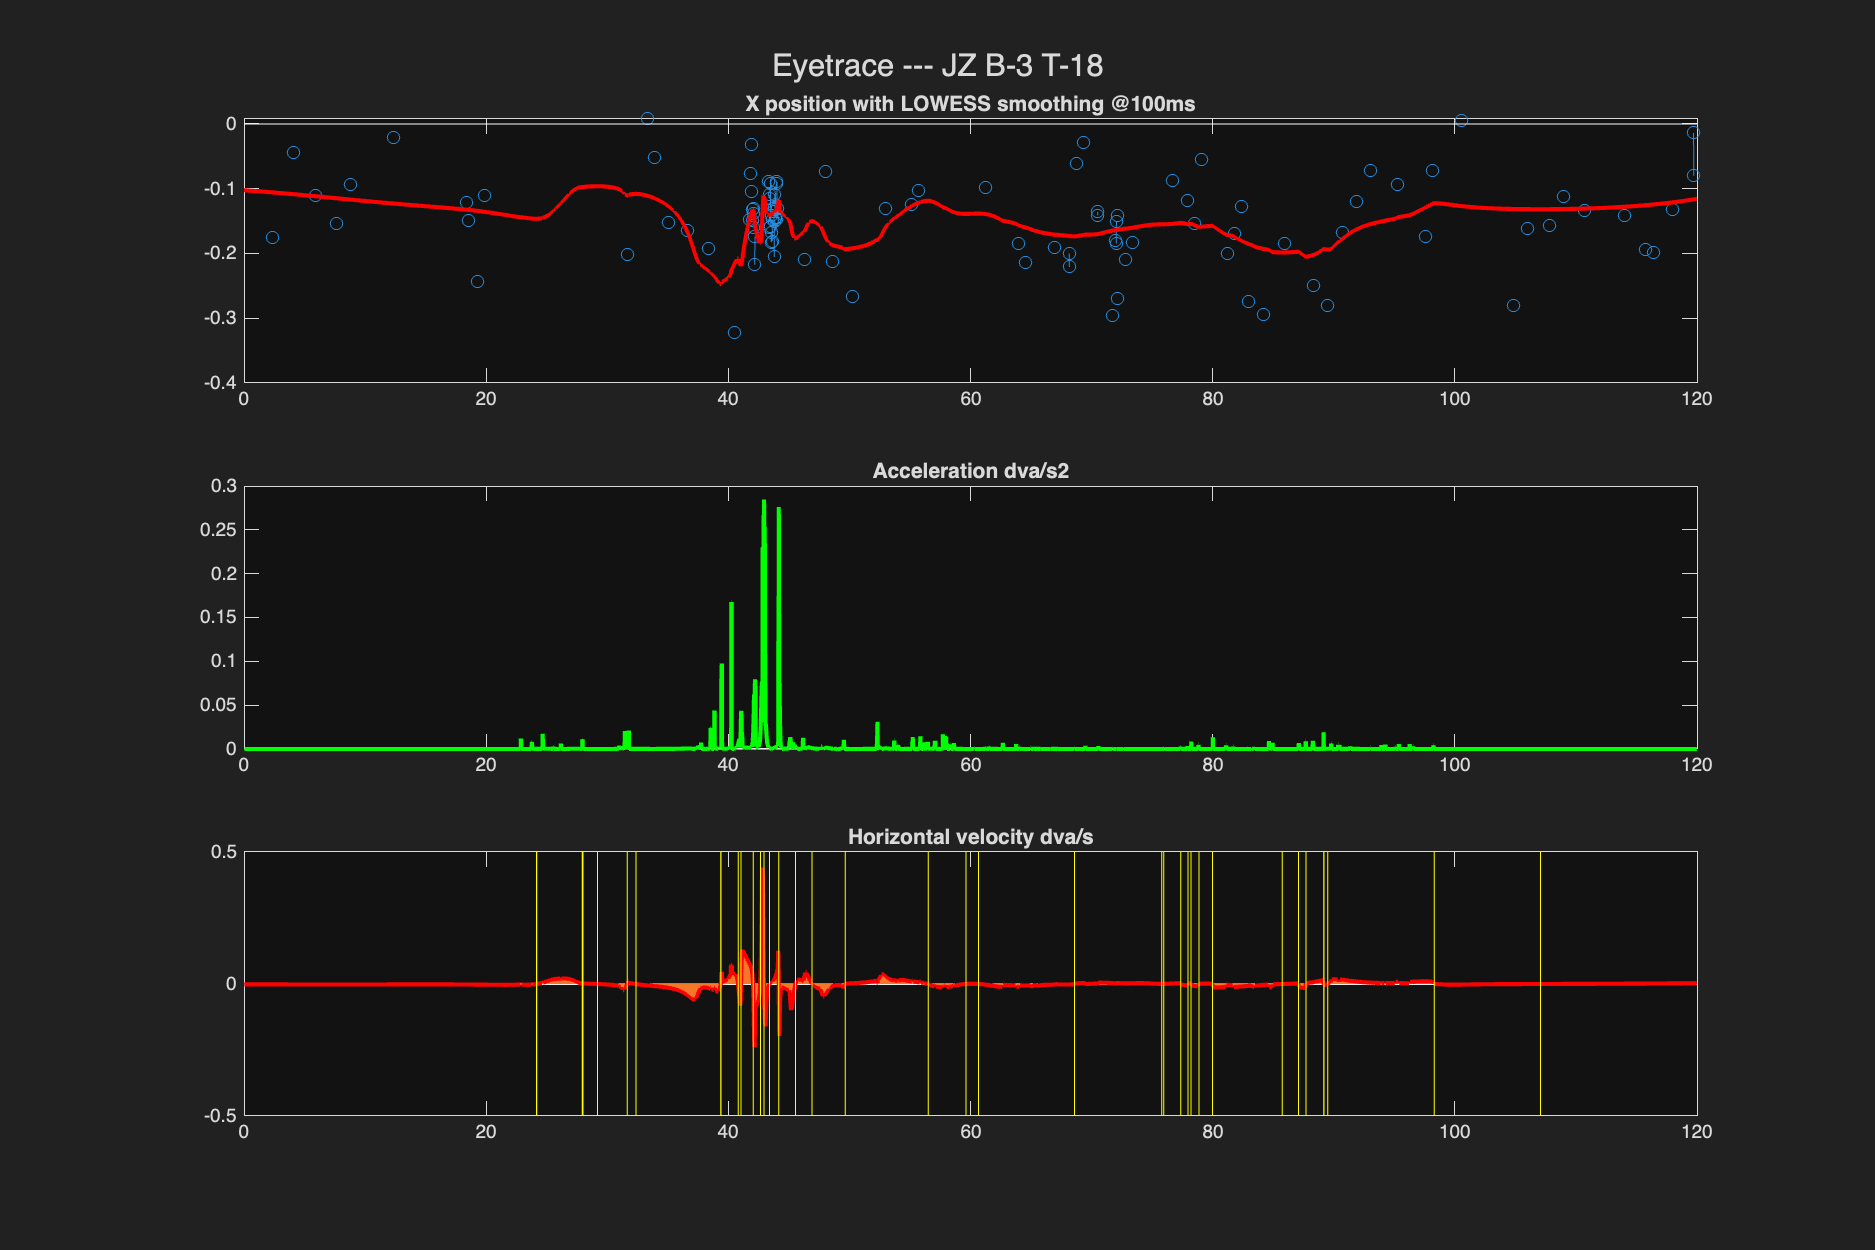 Eyetrace --- JZ B-3 T-18
X position with LOWESS smoothing @100ms
0
-0.1
-0.2
-0.3
-0.4
0 20 40 60 80 100 120
Acceleration dva/s2
0.3
0.25
0.2
0.15
0.1
0.05
0
0 20 40 60 80 100 120
Horizontal velocity dva/s
0.5
0
-0.5
0 20 40 60 80 100 120